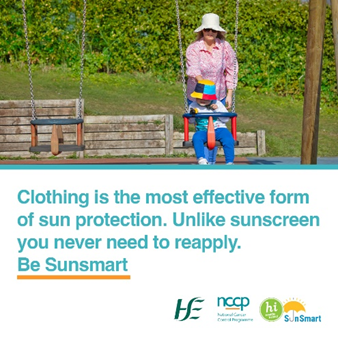 Clothing is the most effective form
of sun protection. Unlike sunscreen
you never need to reapply.
Be Sunsmart
HE
nccp
National Cancer
Control Programme
hi
SunSmart